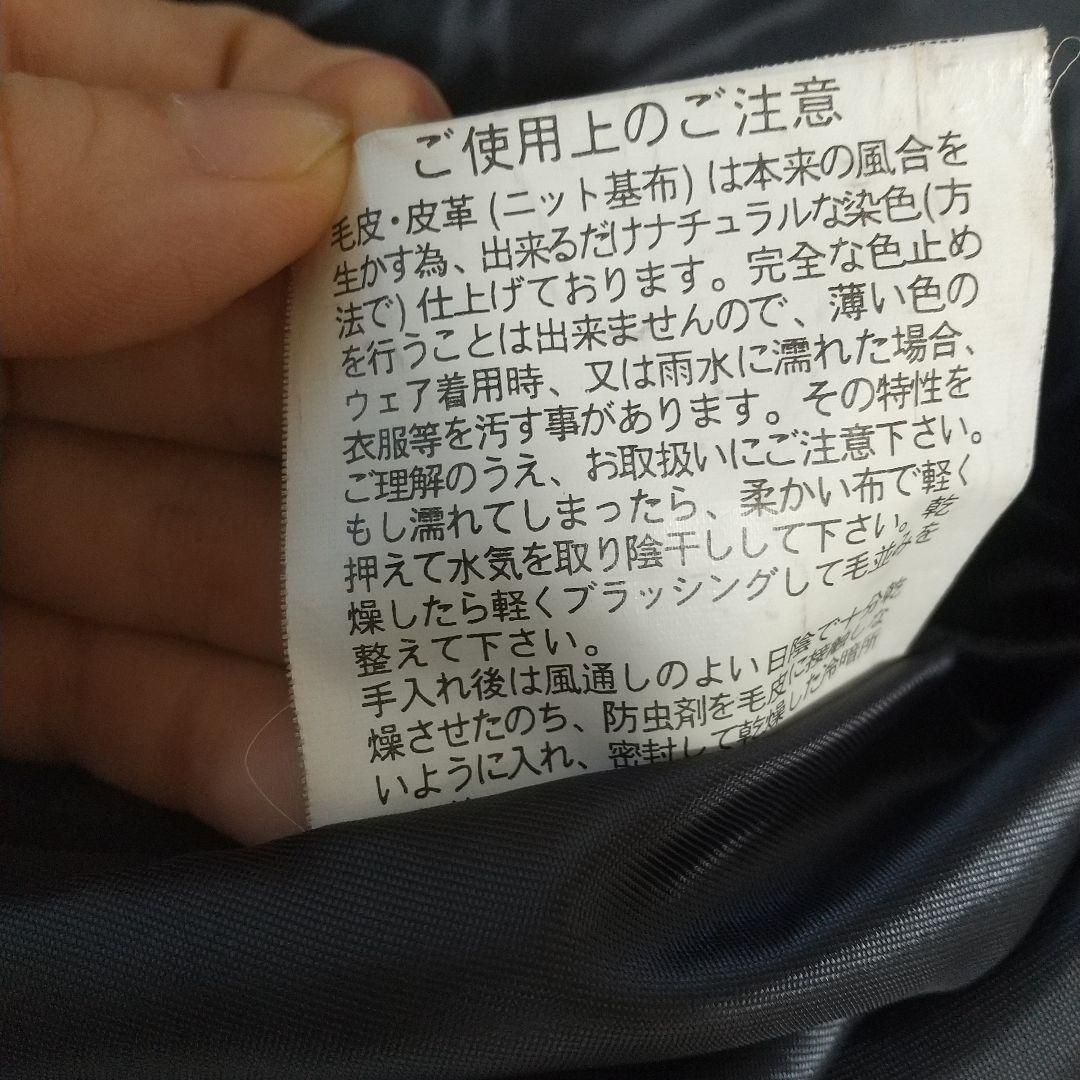 ご使用上のご注意
毛皮・皮革(ニット基布)は本来の風合を
生かす為、出来るだけナチュラルな染色(方
法で)仕上げております。完全な色止め
を行うことは出来ませんので、薄い色の
ウェア着用時、又は雨水に濡れた場合、
衣服等を汚す事があります。その特性を
ご理解のうえ、お取扱いにご注意下さい。
もし濡れてしまったら、柔かい布で軽く
押えて水気を取り陰干しして下さい。乾
燥したら軽くブラッシングして毛並みを
整えて下さい。
手入れ後は風通しのよい日陰で十分乾
燥させたのち、防虫剤を毛皮に接触しな
いように入れ、密封して乾燥した冷暗所